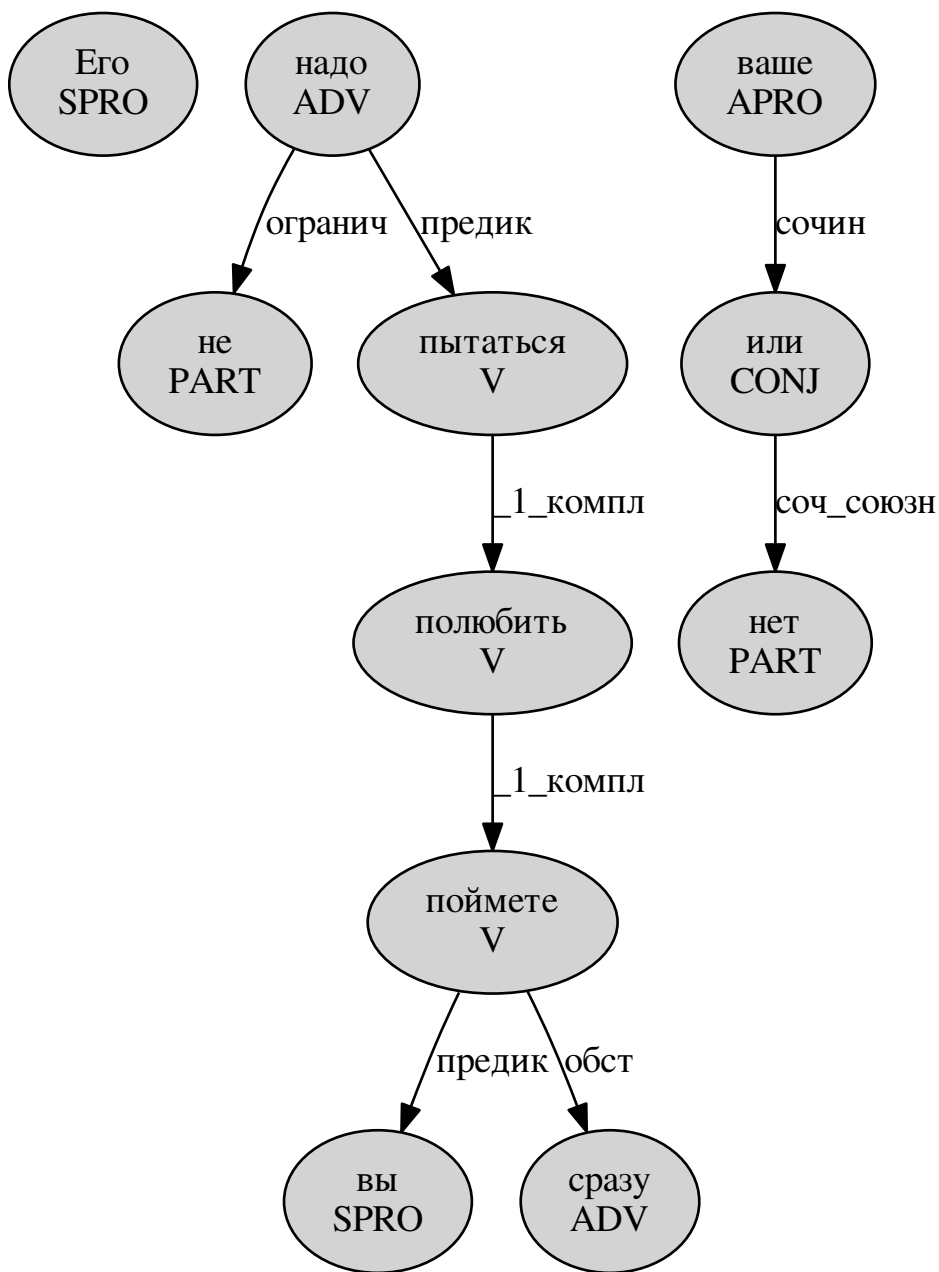 Его
SPRO
надо
ADV
ваше
APRO
огранич
предик
сочин
не
PART
пытаться
V
или
CONJ
_1_компл
соч_союзн
полюбить
V
нет
PART
_1_компл
поймете
V
предик
обст
вы
SPRO
сразу
ADV